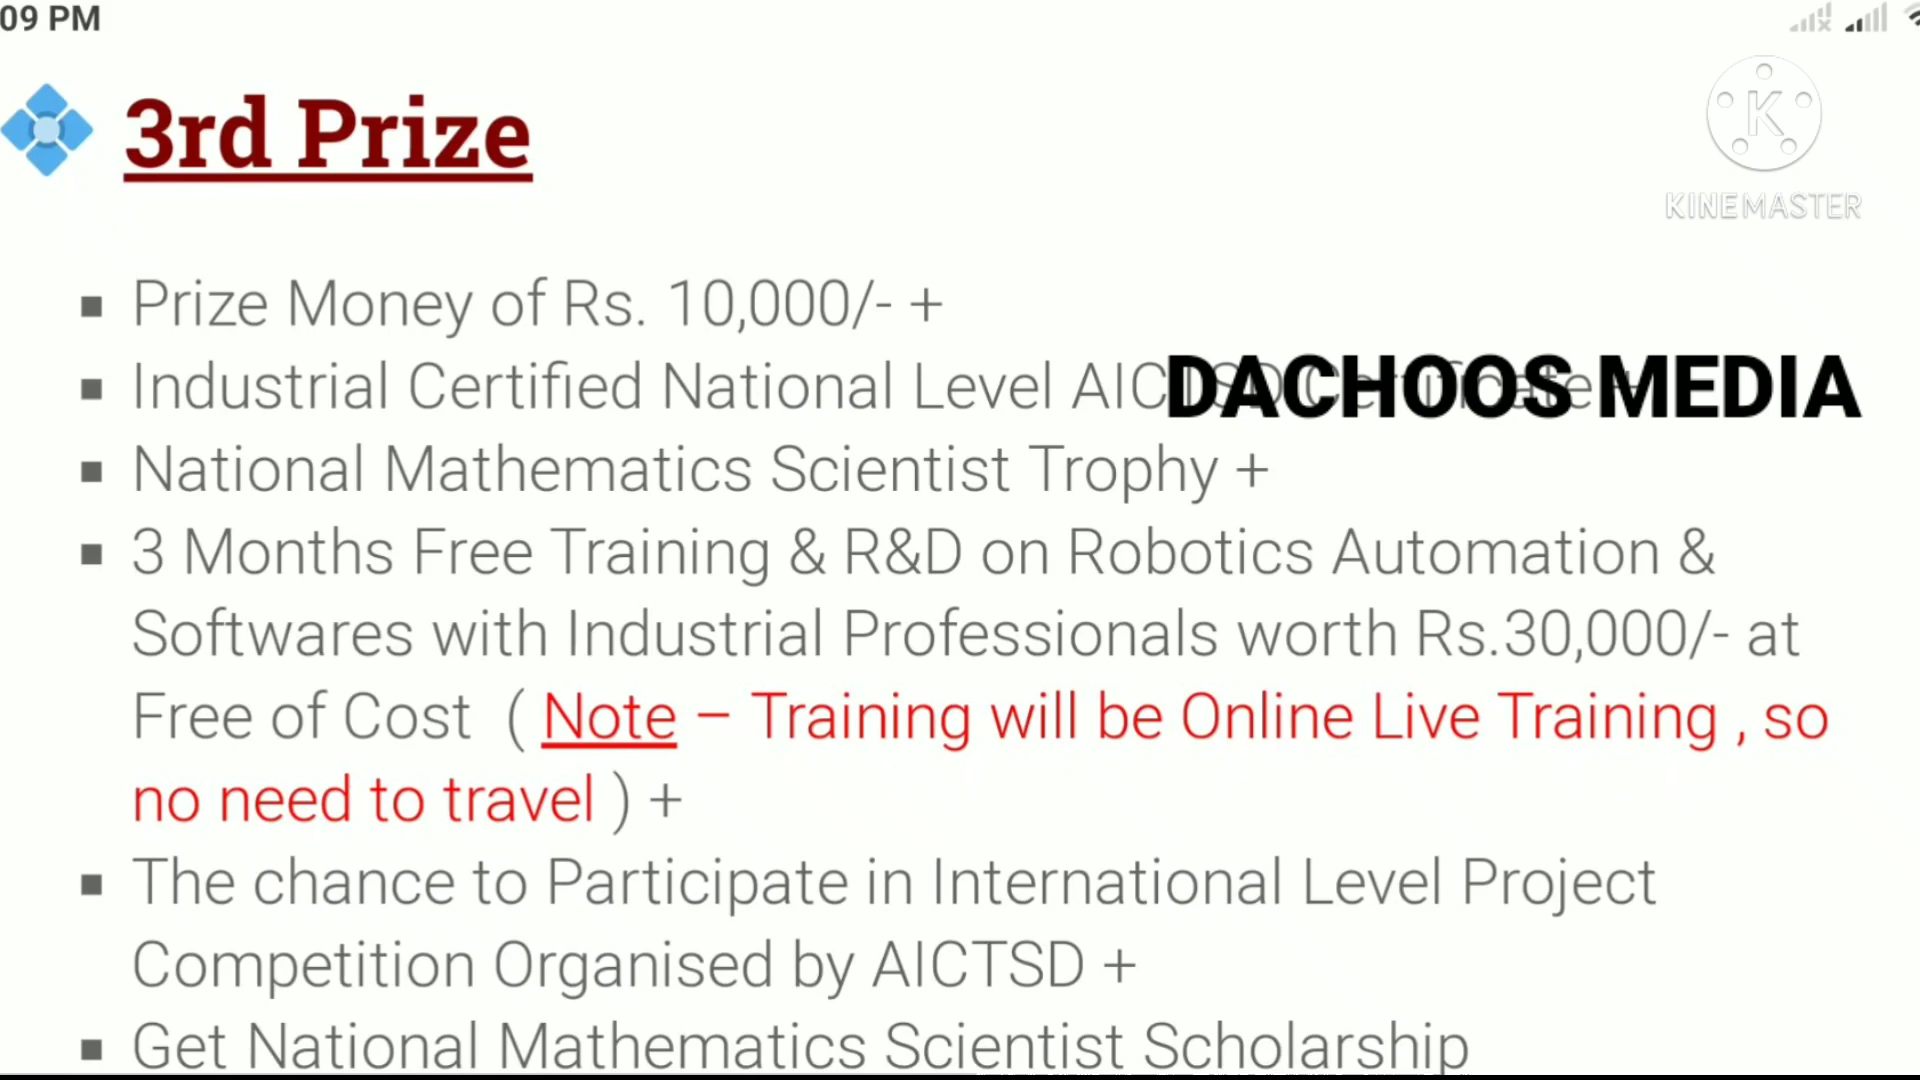 09 PM
3rd Prize
K
KINEMASTER
Prize Money of Rs. 10,000/- +
Industrial Certified National Level AICTSD Certificate +
DACHOOS MEDIA
National Mathematics Scientist Trophy +
3 Months Free Training & R&D on Robotics Automation &
Softwares with Industrial Professionals worth Rs.30,000/- at
Free of Cost ( Note – Training will be Online Live Training , so
no need to travel ) +
The chance to Participate in International Level Project
Competition Organised by AICTSD +
Get National Mathematics Scientist Scholarship